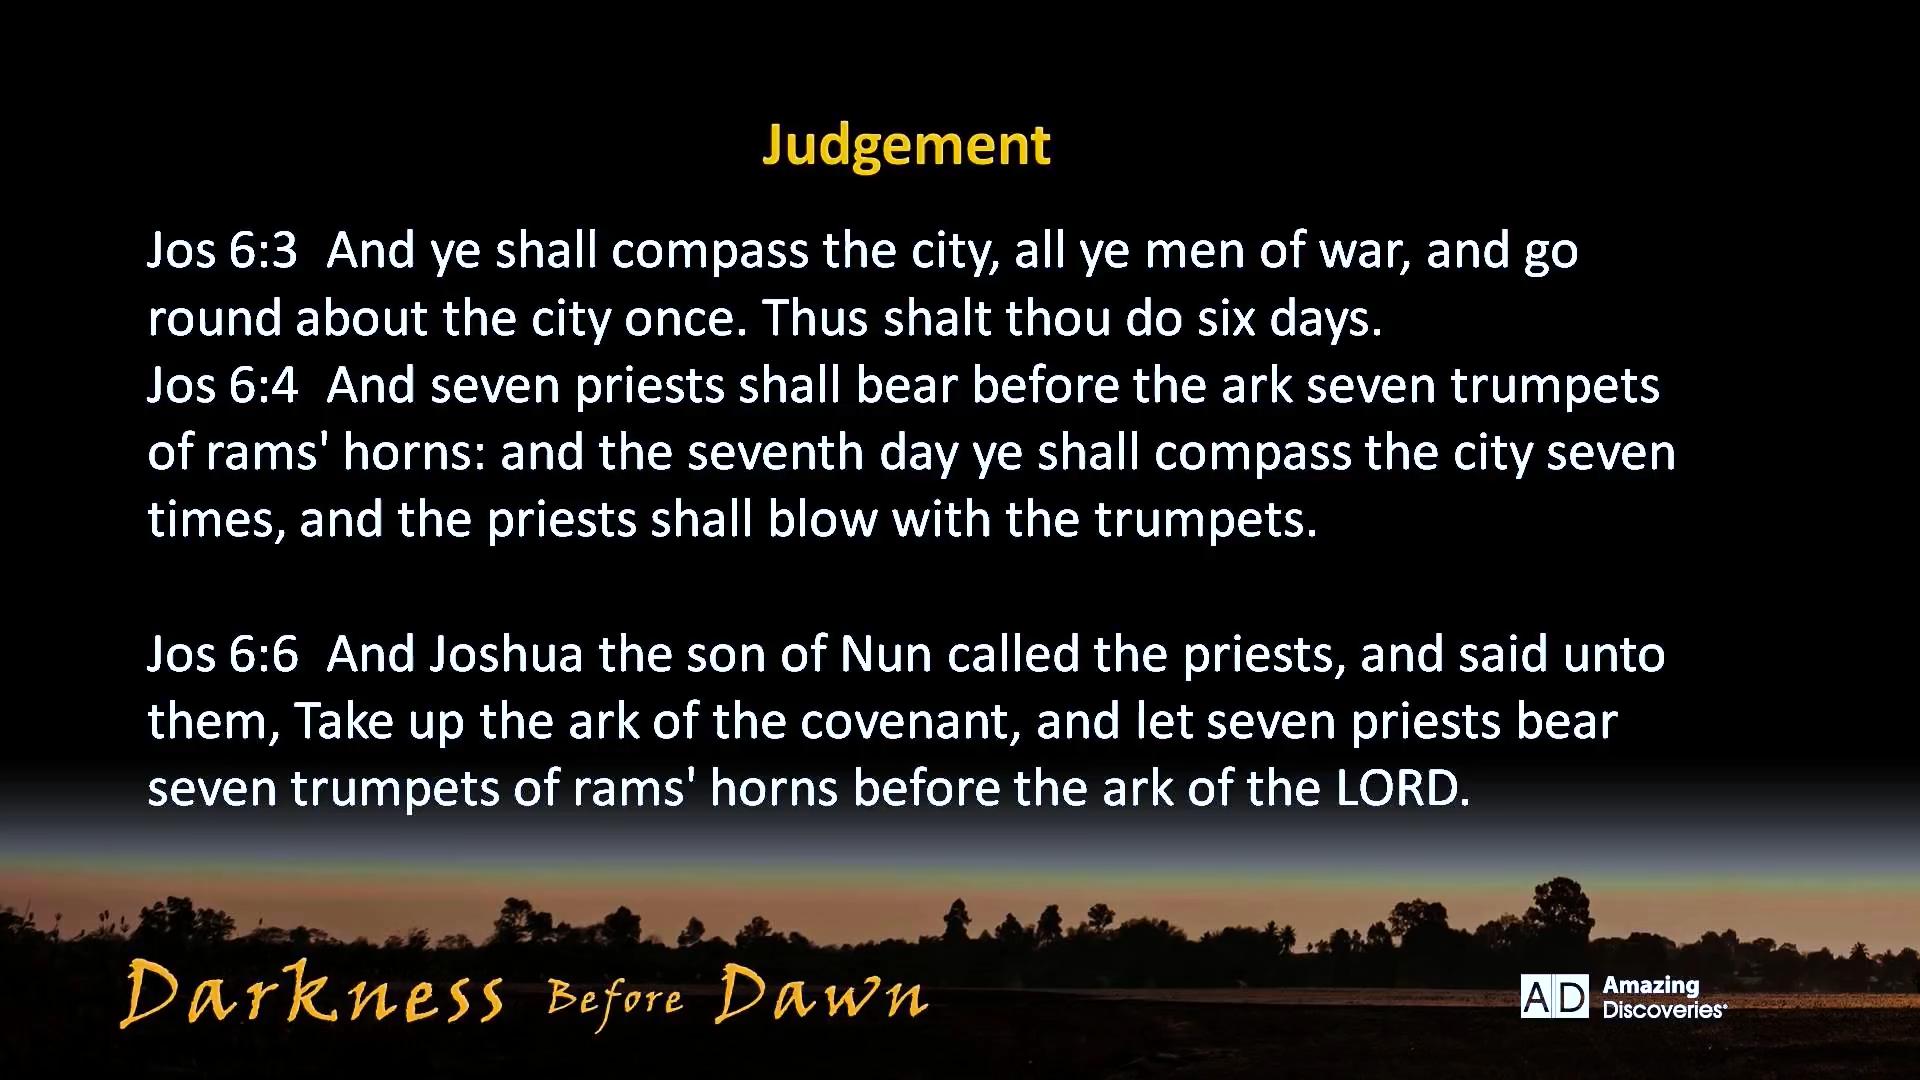 Judgement
Jos 6:3  And ye shall compass the city, all ye men of war, and go
round about the city once. Thus shalt thou do six days.
Jos 6:4  And seven priests shall bear before the ark seven trumpets
of rams' horns: and the seventh day ye shall compass the city seven
times, and the priests shall blow with the trumpets.
Jos 6:6  And Joshua the son of Nun called the priests, and said unto
them, Take up the ark of the covenant, and let seven priests bear
seven trumpets of rams' horns before the ark of the LORD.
Darkness Before Dawn
AD Amazing
Discoveries